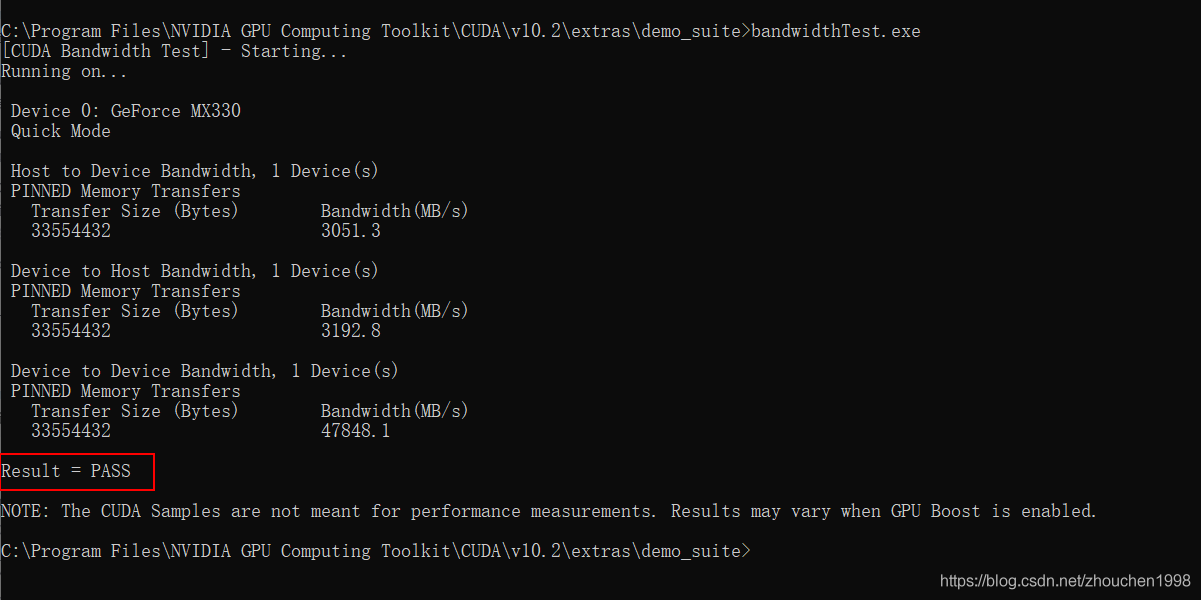 C:\Program Files\NVIDIA GPU Computing Toolkit\CUDA\v10.2\extras\demo_suite>bandwidthTest.exe
[CUDA Bandwidth Test] - Starting...
Running on...
Device 0: GeForce MX330
Quick Mode
Host to Device Bandwidth, 1 Device(s)
PINNED Memory Transfers
Transfer Size (Bytes) Bandwidth(MB/s)
33554432 3051.3
Device to Host Bandwidth, 1 Device(s)
PINNED Memory Transfers
Transfer Size (Bytes) Bandwidth(MB/s)
33554432 3192.8
Device to Device Bandwidth, 1 Device(s)
PINNED Memory Transfers
Transfer Size (Bytes) Bandwidth(MB/s)
33554432 47848.1
Result = PASS
NOTE: The CUDA Samples are not meant for performance measurements. Results may vary when GPU Boost is enabled.
C:\Program Files\NVIDIA GPU Computing Toolkit\CUDA\v10.2\extras\demo_suite>
https://blog.csdn.net/zhouchen1998